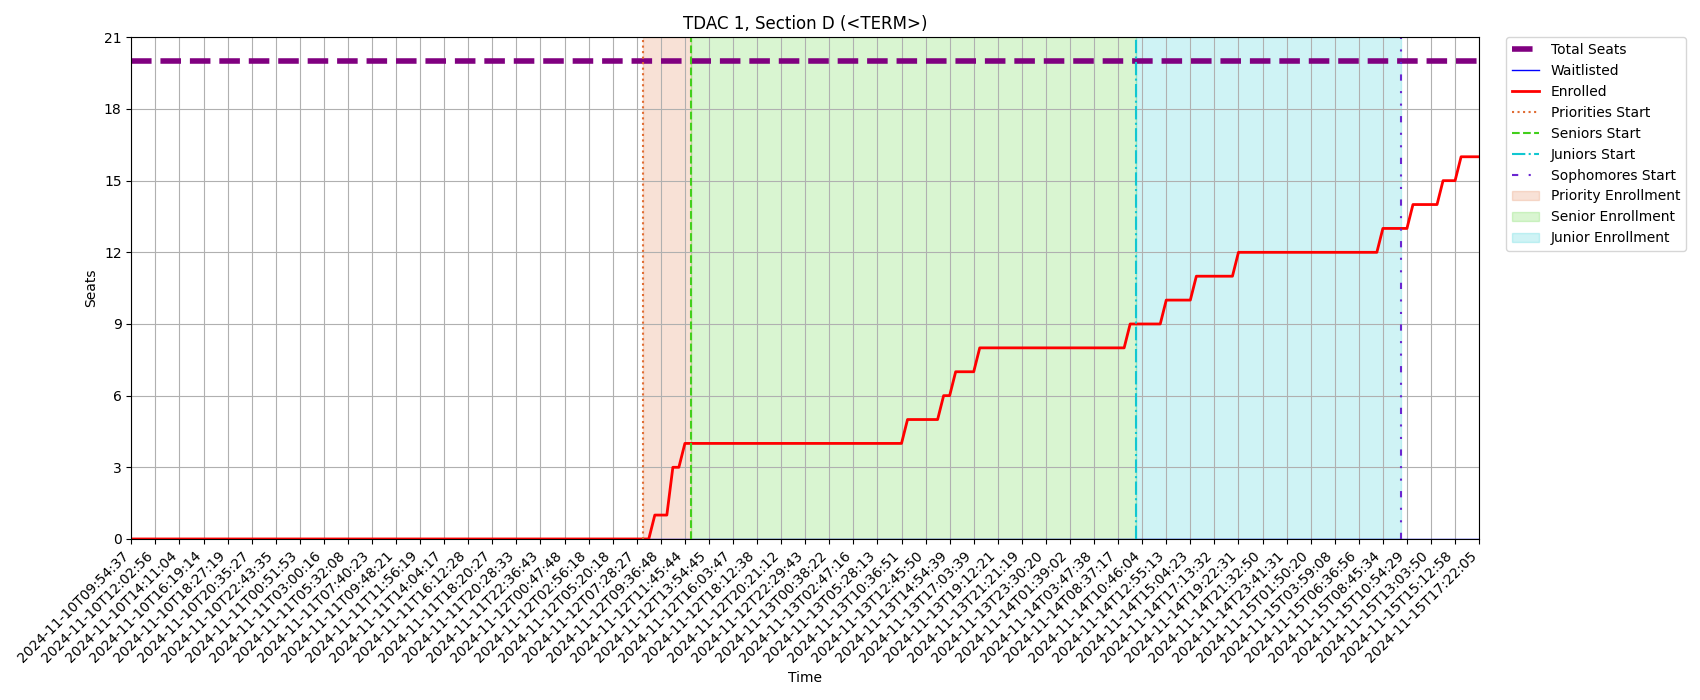 TDAC 1, Section D (<TERM>)
21
18
15
12
9
6
3
0
Seats
2024-11-10T09:54:37
2024-11-10T12:02:56
2024-11-10T14:11:04
2024-11-10T16:19:14
2024-11-10T18:27:19
2024-11-10T20:35:27
2024-11-10T22:43:35
2024-11-11T00:51:53
2024-11-11T03:00:16
2024-11-11T05:32:08
2024-11-11T07:40:23
2024-11-11T09:48:21
2024-11-11T11:56:19
2024-11-11T14:04:17
2024-11-11T16:12:28
2024-11-11T18:20:27
2024-11-11T20:28:33
2024-11-11T22:36:43
2024-11-12T00:47:48
2024-11-12T02:56:18
2024-11-12T05:20:18
2024-11-12T07:28:27
2024-11-12T09:36:48
2024-11-12T11:45:44
2024-11-12T13:54:45
2024-11-12T16:03:47
2024-11-12T18:12:38
2024-11-12T20:21:12
2024-11-12T22:29:43
2024-11-13T00:38:22
2024-11-13T02:47:16
2024-11-13T05:28:13
2024-11-13T10:36:51
2024-11-13T12:45:50
2024-11-13T14:54:39
2024-11-13T17:03:39
2024-11-13T19:12:21
2024-11-13T21:21:19
2024-11-13T23:30:20
2024-11-14T01:39:02
2024-11-14T03:47:38
2024-11-14T08:37:17
2024-11-14T10:46:04
2024-11-14T12:55:13
2024-11-14T15:04:23
2024-11-14T17:13:32
2024-11-14T19:22:31
2024-11-14T21:32:50
2024-11-14T23:41:31
2024-11-15T01:50:20
2024-11-15T03:59:08
2024-11-15T06:36:56
2024-11-15T08:45:34
2024-11-15T10:54:29
2024-11-15T13:03:50
2024-11-15T15:12:58
2024-11-15T17:22:05
Time
Total Seats
Waitlisted
Enrolled
Priorities Start
Seniors Start
Juniors Start
Sophomores Start
Priority Enrollment
Senior Enrollment
Junior Enrollment